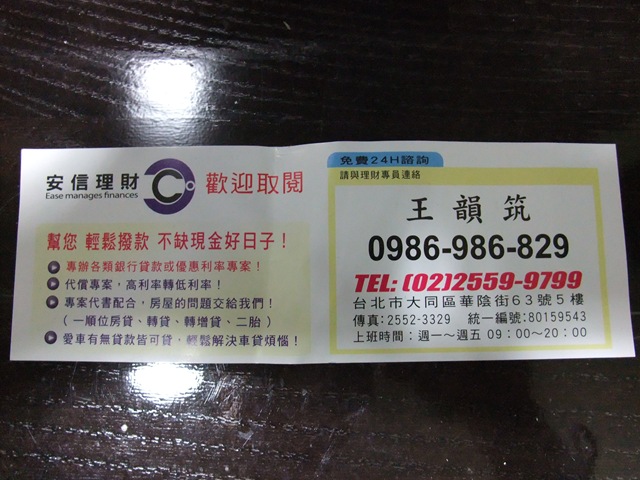 安信理財
Ease manages finances
歡迎取閱
幫您 輕鬆撥款 不缺現金好日子！
專辦各類銀行貸款或優惠利率專案！
代償專案，高利率轉低利率！
專案代書配合，房屋的問題交給我們！
（一順位房貸、轉貸、轉增貸、二胎）
愛車有無貸款皆可貸，輕鬆解決車貸煩惱！
免費24H諮詢
請與理財專員連絡
王韻筑
0986-986-829
TEL: (02)2559-9799
台北市大同區華陰街63號5樓
傳真：2552-3329 統一編號：80159543
上班時間：週一～週五 09：00～20：00